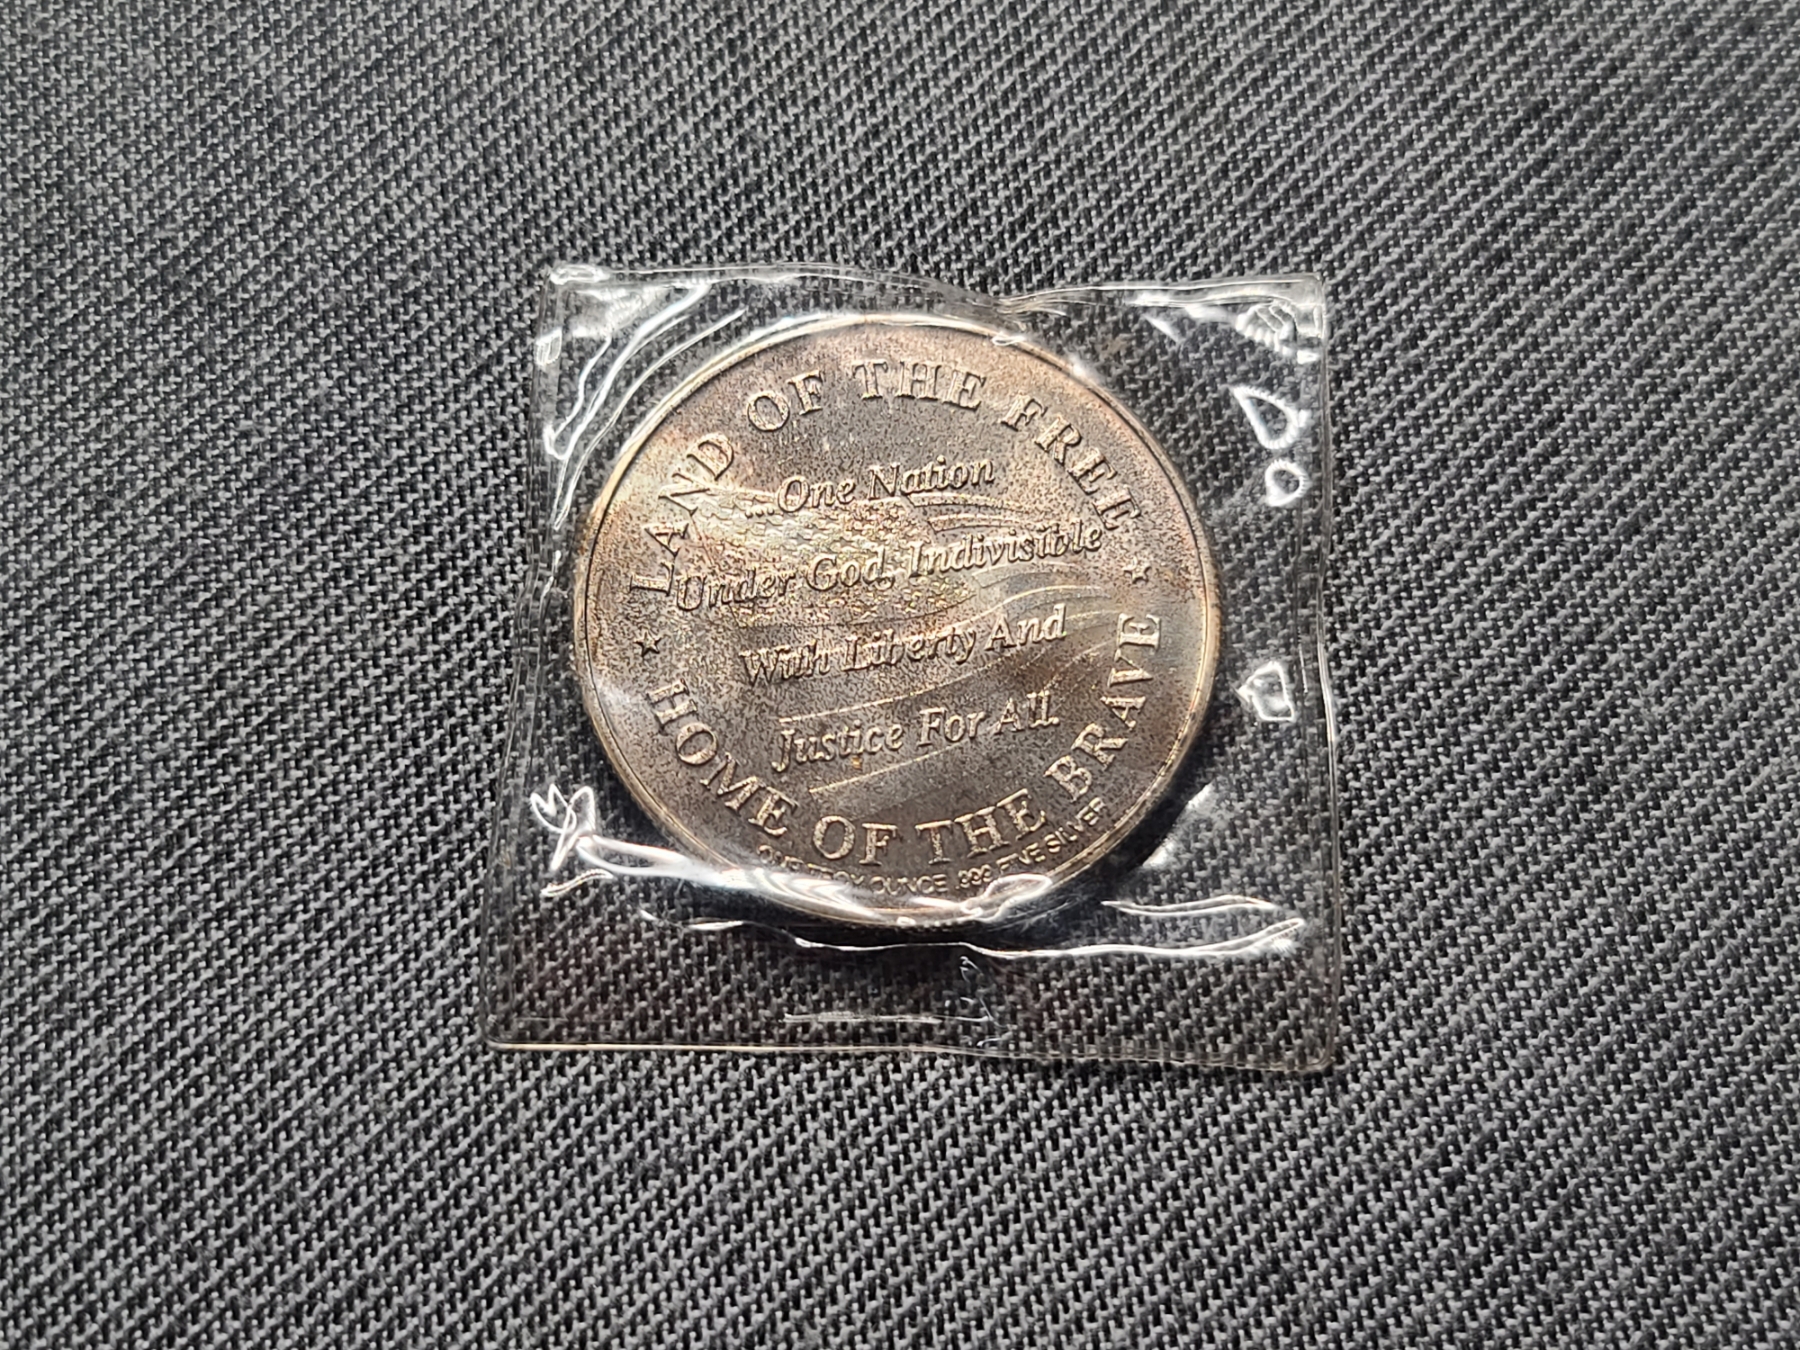 LAND OF THE FREE
....One Nation
Under God, Indivisible
With Liberty And
Justice For All.
HOME OF THE BRAVE
ONE TROY OUNCE .999 FINE SILVER